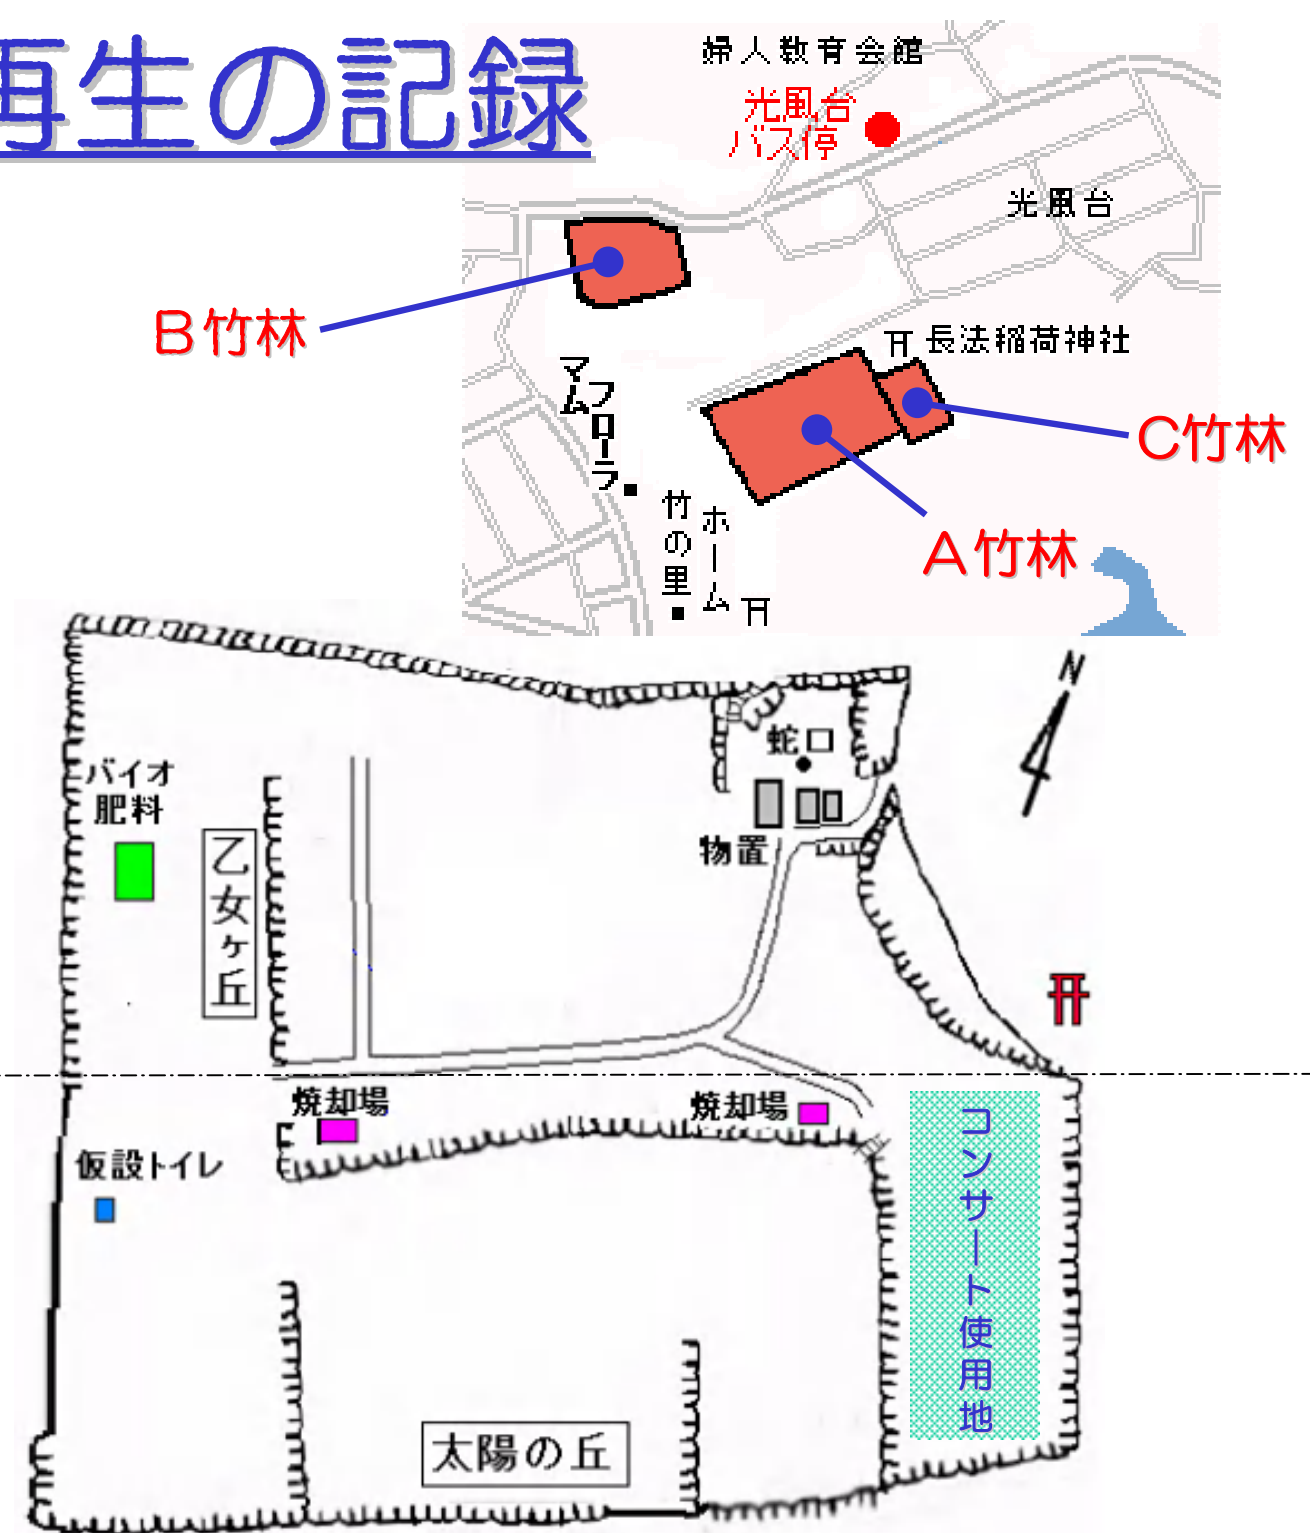 再生の記録
婦人教育会館
光風台
バス停
光風台
B竹林
長法稲荷神社
マム
フローラ
C竹林
竹の里
ホーム
A竹林
N
蛇口
バイオ
肥料
乙女ヶ丘
物置
焼却場
焼却場
コンサート使用地
仮設トイレ
太陽の丘